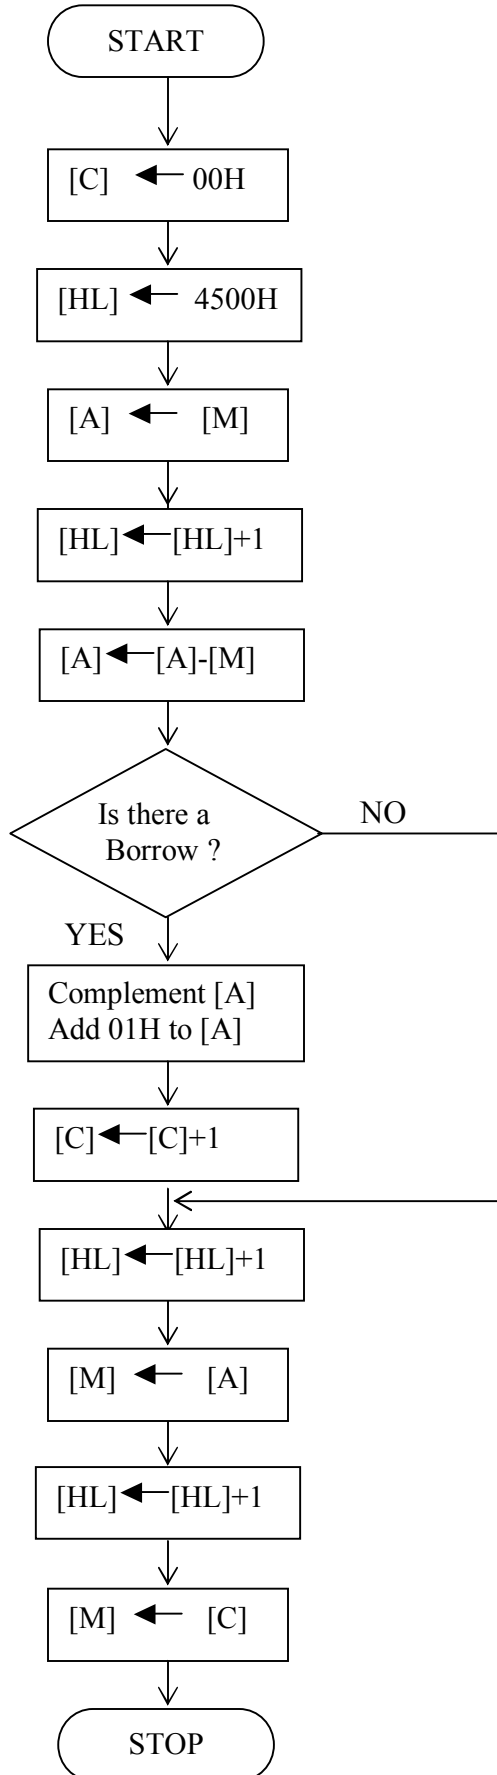 START
[C] ← 00H
[HL] ← 4500H
[A] ← [M]
[HL]←[HL]+1
[A]←[A]-[M]
Is there a
Borrow ?
NO
YES
Complement [A]
Add 01H to [A]
[C]←[C]+1
[HL]←[HL]+1
[M] ← [A]
[HL]←[HL]+1
[M] ← [C]
STOP